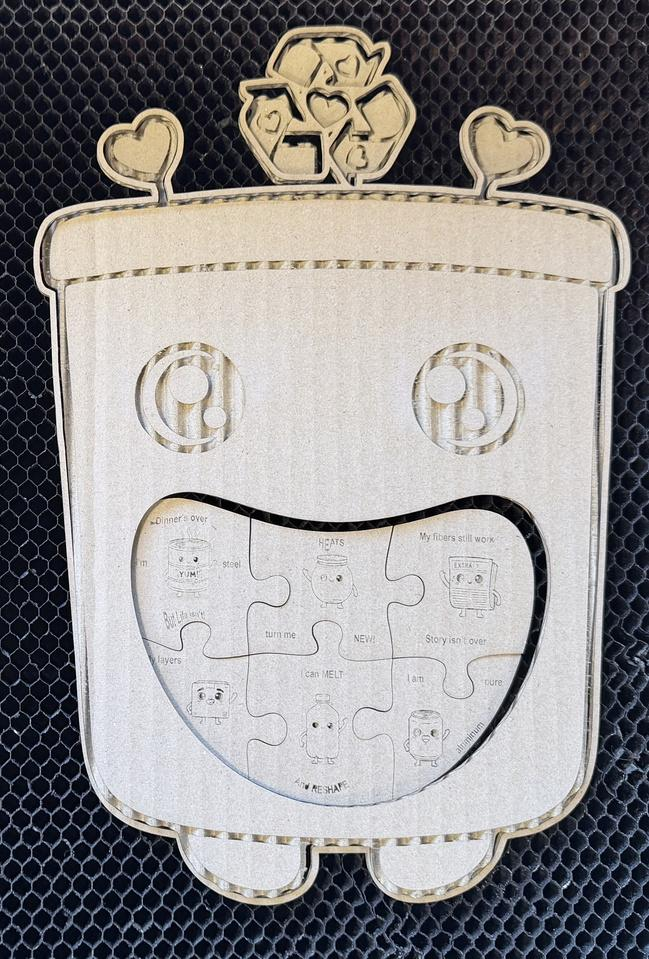 Dinner's over
I'm
steel
YUM!
But Life isn't!
HEATS
turn me
NEW!
My fibers still work
EXTRA!
Story isn't over
layers
I can MELT
And RESHAPE
I am
pure
aluminum